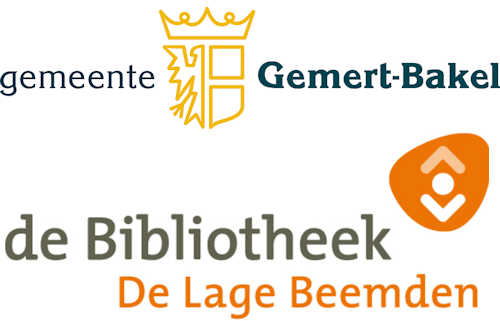 gemeente Gemert-Bakel
de Bibliotheek
De Lage Beemden